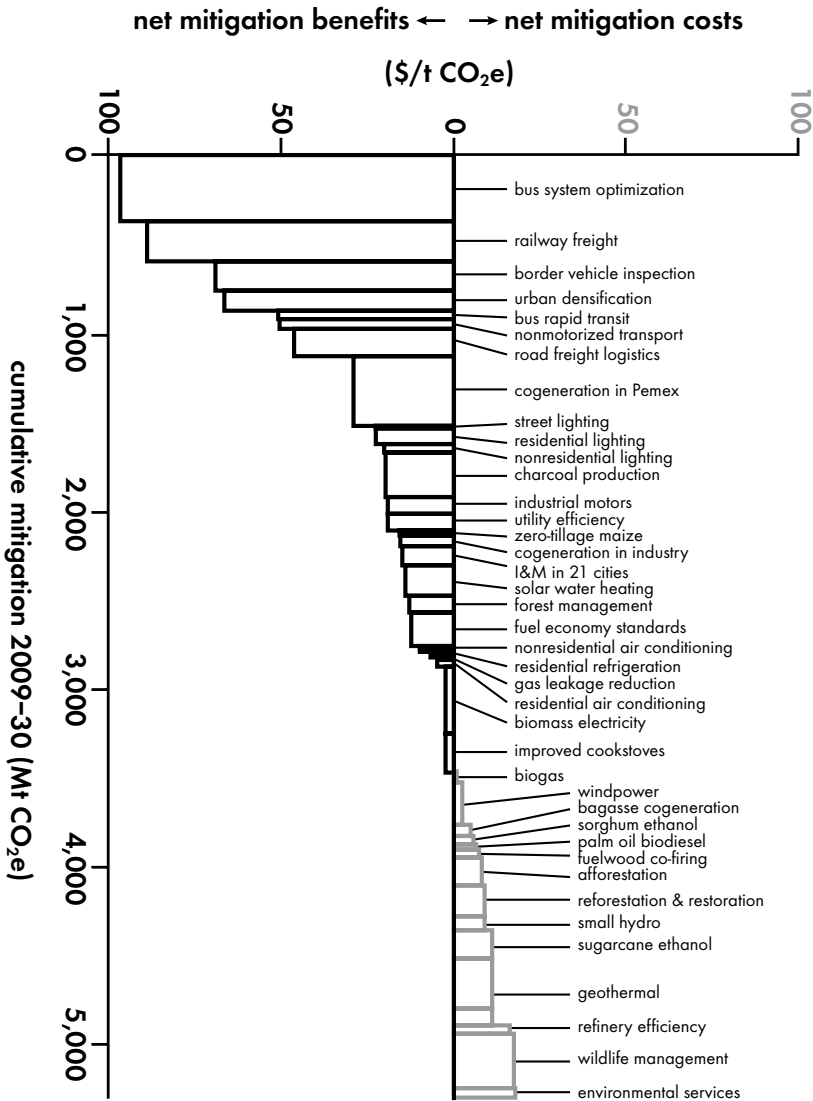 net mitigation benefits ← → net mitigation costs
($/t CO₂e)
100 50 0 50 100
0
1,000
2,000
3,000
4,000
5,000
cumulative mitigation 2009–30 (Mt CO₂e)
bus system optimization
railway freight
border vehicle inspection
urban densification
bus rapid transit
nonmotorized transport
road freight logistics
cogeneration in Pemex
street lighting
residential lighting
nonresidential lighting
charcoal production
industrial motors
utility efficiency
zero-tillage maize
cogeneration in industry
I&M in 21 cities
solar water heating
forest management
fuel economy standards
nonresidential air conditioning
residential refrigeration
gas leakage reduction
residential air conditioning
biomass electricity
improved cookstoves
biogas
windpower
bagasse cogeneration
sorghum ethanol
palm oil biodiesel
fuelwood co-firing
afforestation
reforestation & restoration
small hydro
sugarcane ethanol
geothermal
refinery efficiency
wildlife management
environmental services